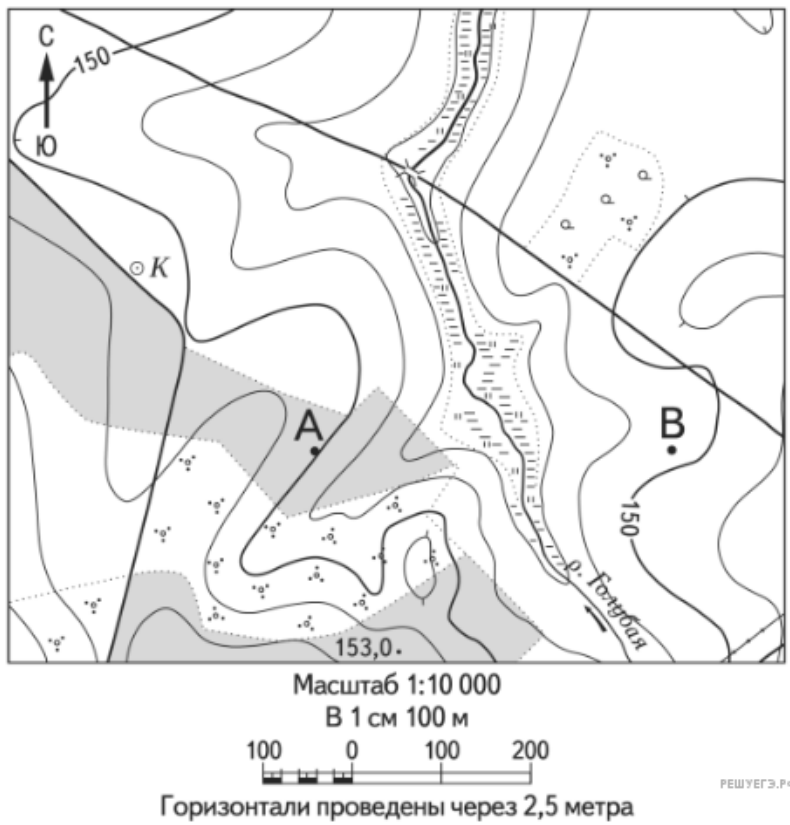 С
150
Ю
К
А
В
150
р. Голубая
153,0
Масштаб 1:10 000
В 1 см 100 м
100 0 100 200
Горизонтали проведены через 2,5 метра
РЕШУЕГЭ.РФ